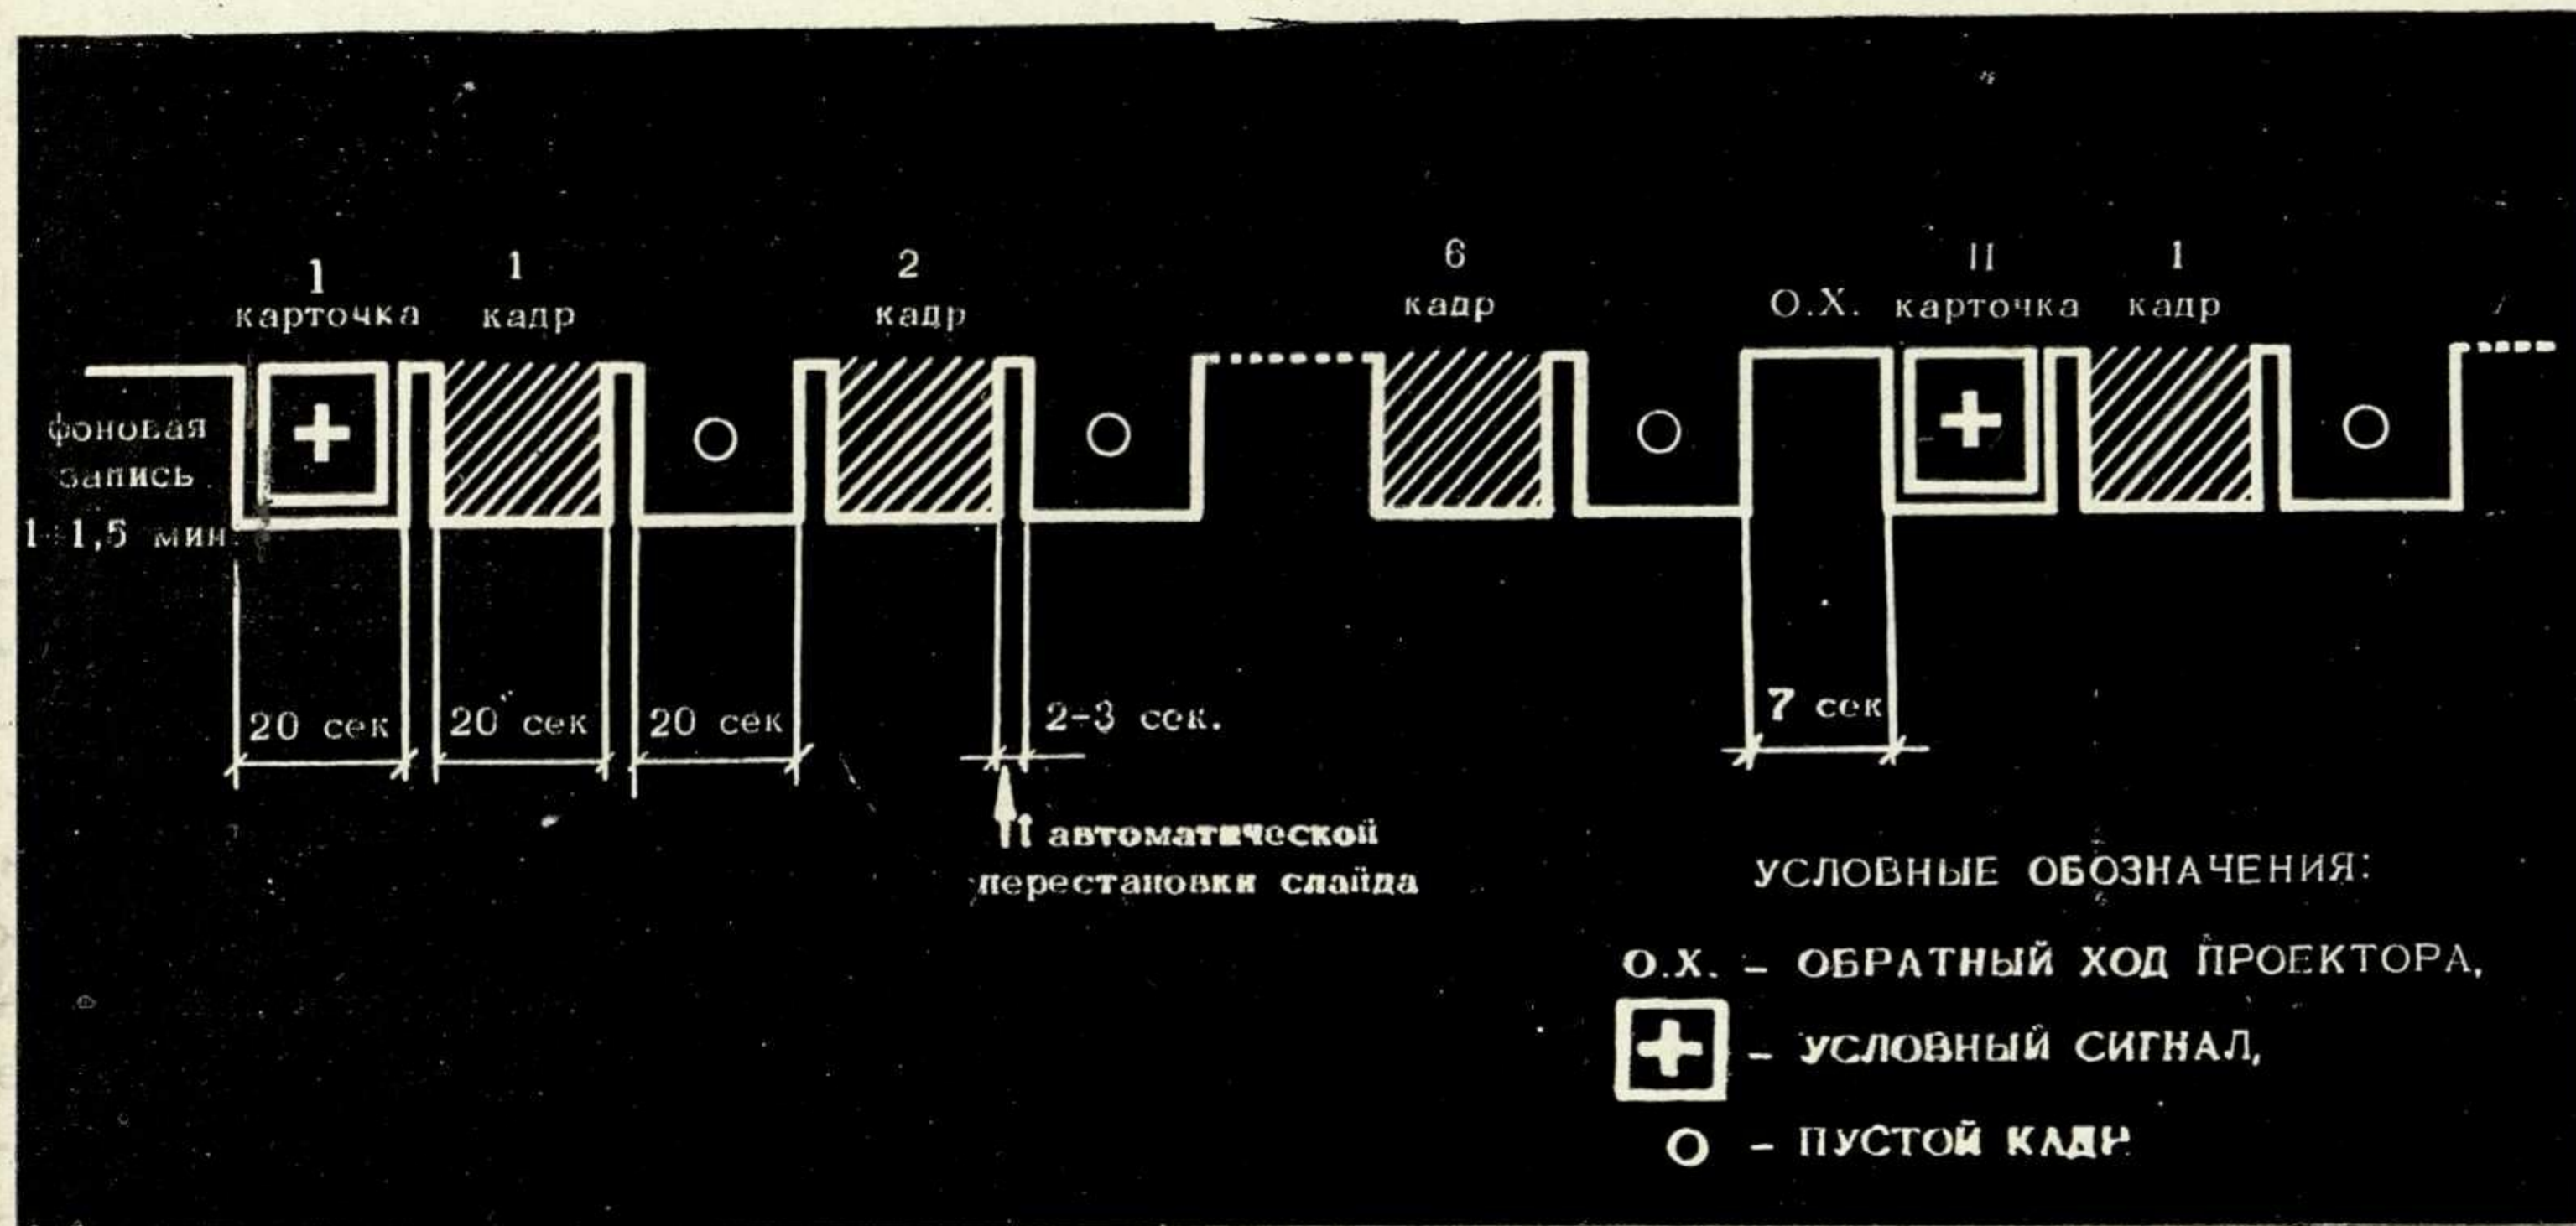 1
карточка
1
кадр
2
кадр
6
кадр
О.Х.
II
карточка
1
кадр
фоновая
запись
1÷1,5 мин.
20 сек
20 сек
20 сек
2-3 сек.
7 сек
t автоматической
перестановки слайда
УСЛОВНЫЕ ОБОЗНАЧЕНИЯ:
О.Х. – ОБРАТНЫЙ ХОД ПРОЕКТОРА,
– УСЛОВНЫЙ СИГНАЛ,
– ПУСТОЙ КАДР